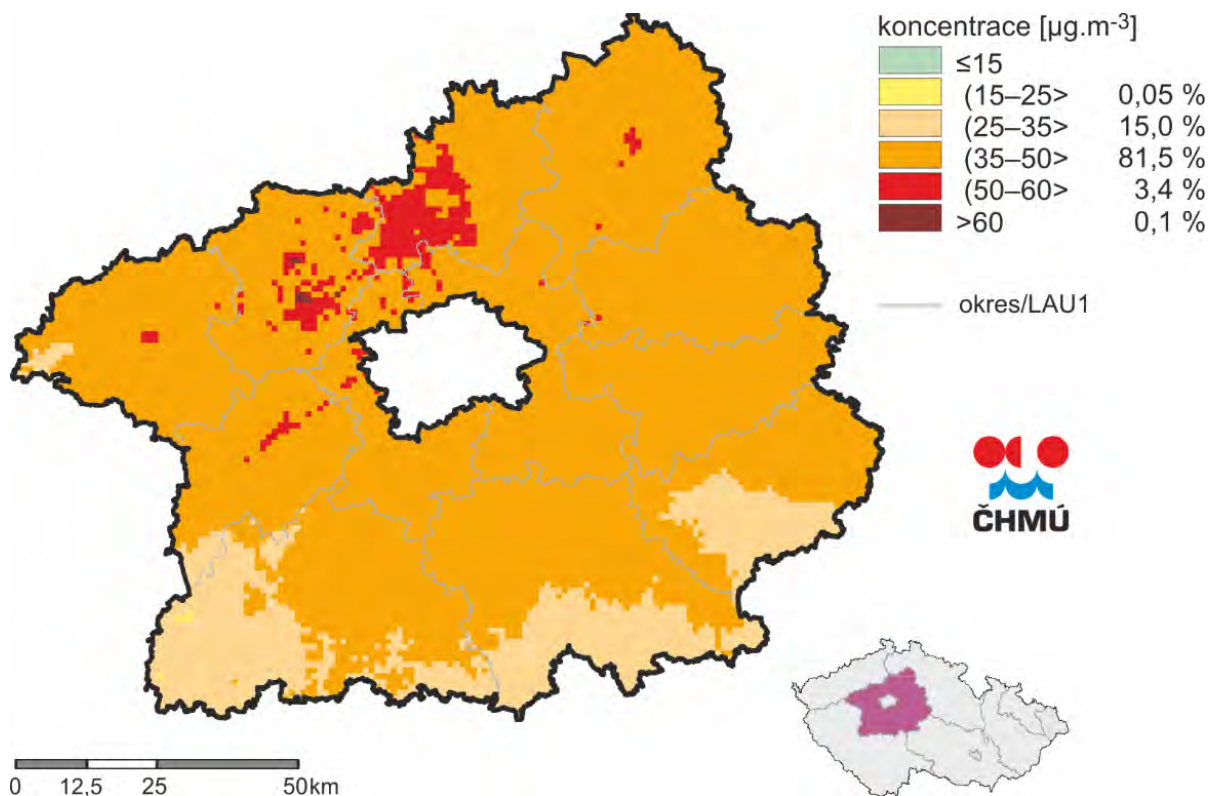 koncentrace [µg.m-3]
≤15
(15–25> 0,05 %
(25–35> 15,0 %
(35–50> 81,5 %
(50–60> 3,4 %
>60 0,1 %
okres/LAU1
ČHMÚ
0 12,5 25 50km